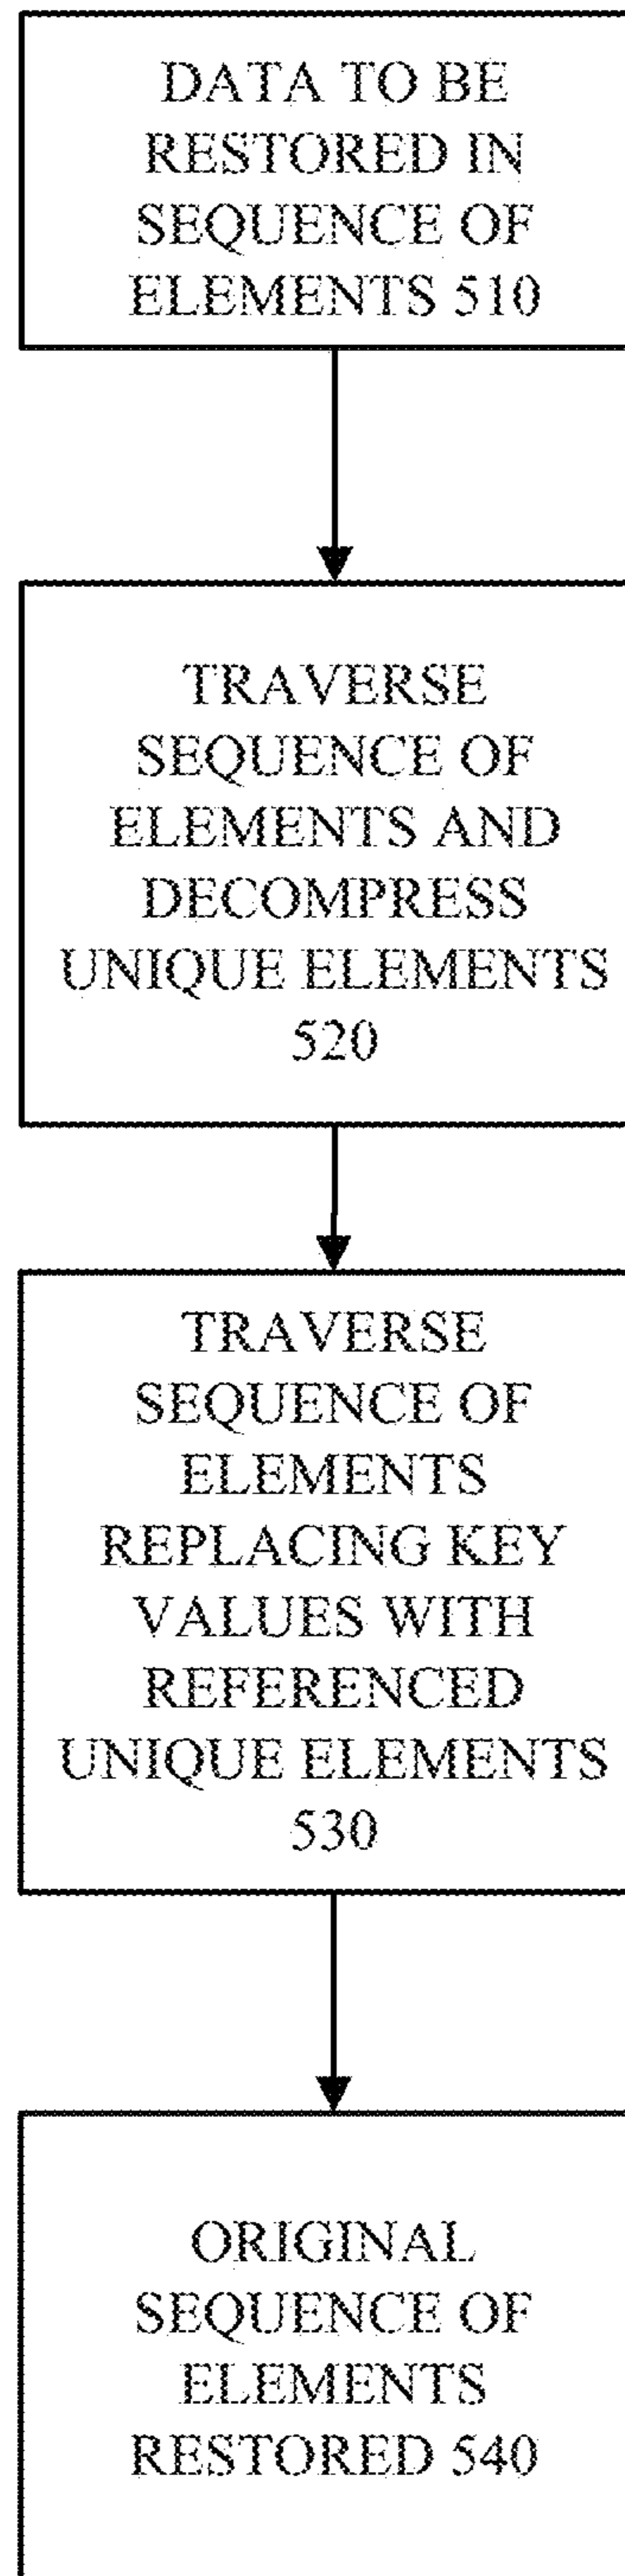 DATA TO BE
RESTORED IN
SEQUENCE OF
ELEMENTS 510
TRAVERSE
SEQUENCE OF
ELEMENTS AND
DECOMPRESS
UNIQUE ELEMENTS
520
TRAVERSE
SEQUENCE OF
ELEMENTS
REPLACING KEY
VALUES WITH
REFERENCED
UNIQUE ELEMENTS
530
ORIGINAL
SEQUENCE OF
ELEMENTS
RESTORED 540